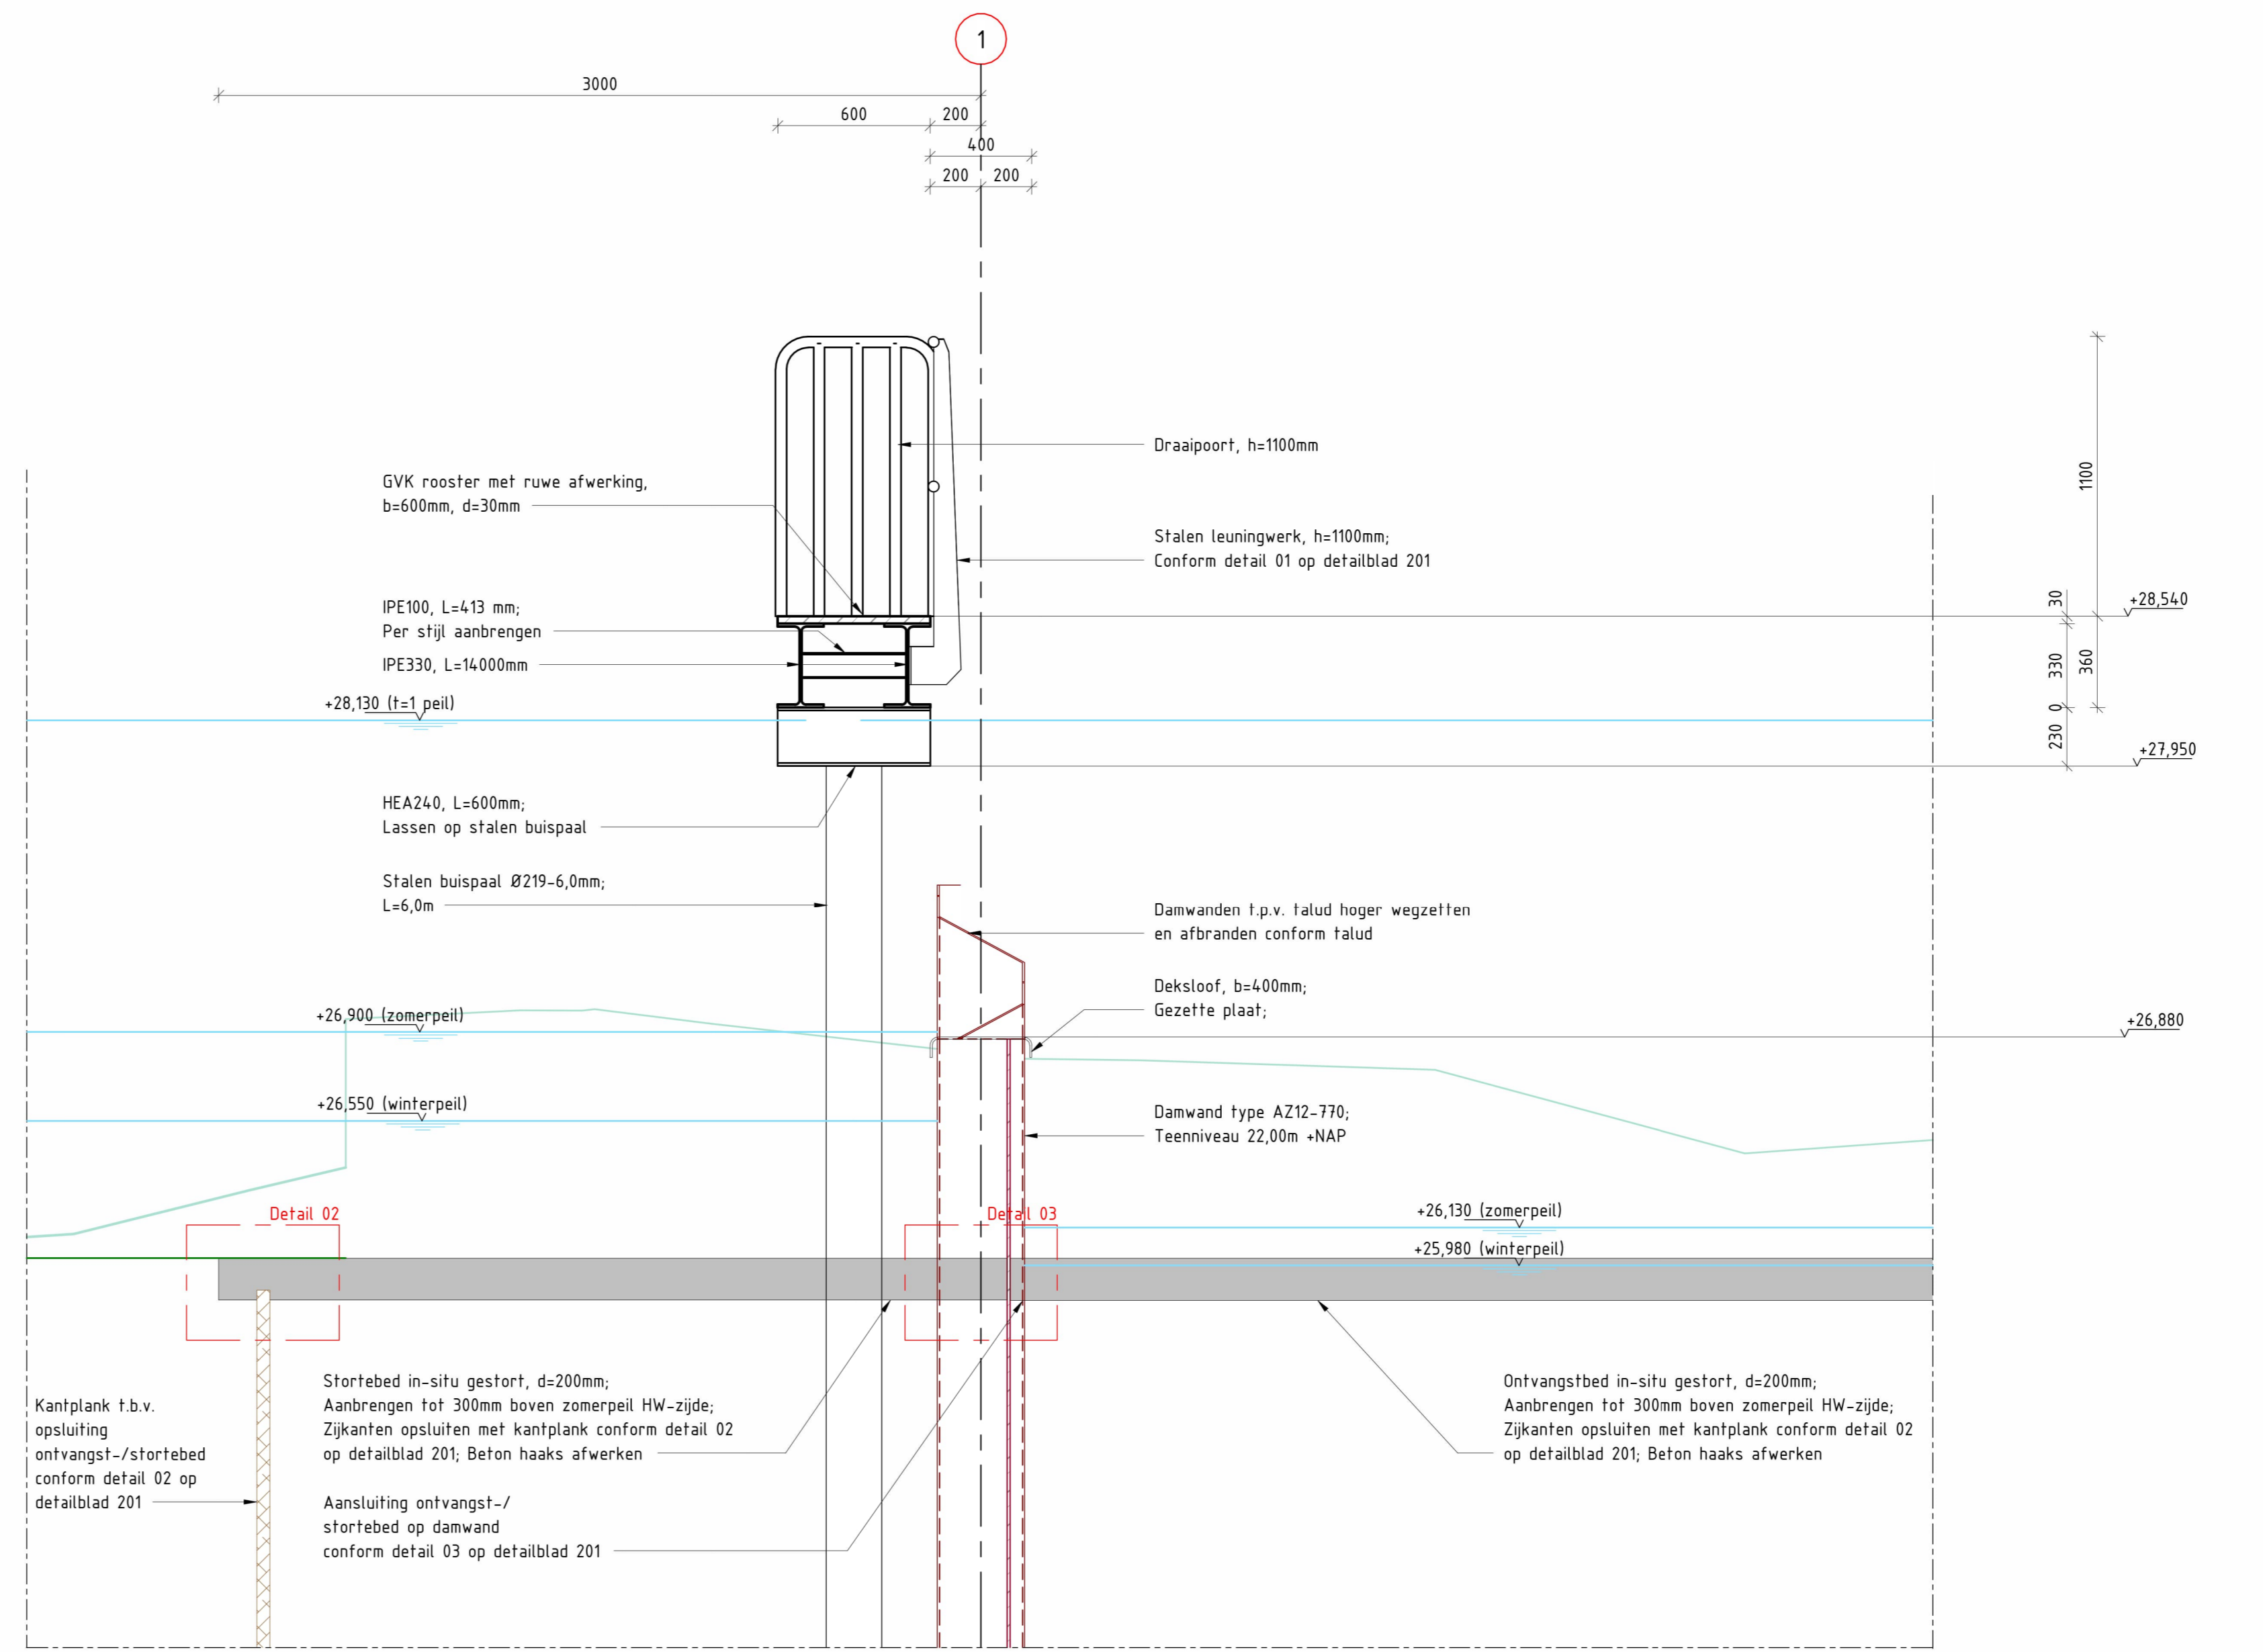 1
3000
600
200
400
200
200
Draaipoort, h=1100mm
GVK rooster met ruwe afwerking,
b=600mm, d=30mm
Stalen leuningwerk, h=1100mm;
Conform detail 01 op detailblad 201
IPE100, L=413 mm;
Per stijl aanbrengen
IPE330, L=14000mm
1100
30
+28,540
330
360
0
230
+27,950
+28,130 (t=1 peil)
HEA240, L=600mm;
Lassen op stalen buispaal
Stalen buispaal Ø219-6,0mm;
L=6,0m
Damwanden t.p.v. talud hoger wegzetten
en afbranden conform talud
Deksloof, b=400mm;
Gezette plaat;
+26,900 (zomerpeil)
+26,880
+26,550 (winterpeil)
Damwand type AZ12-770;
Teenniveau 22,00m +NAP
Detail 02
Detail 03
+26,130 (zomerpeil)
+25,980 (winterpeil)
Kantplank t.b.v.
opsluiting
ontvangst-/stortebed
conform detail 02 op
detailblad 201
Stortebed in-situ gestort, d=200mm;
Aanbrengen tot 300mm boven zomerpeil HW-zijde;
Zijkanten opsluiten met kantplank conform detail 02
op detailblad 201; Beton haaks afwerken
Aansluiting ontvangst-/
stortebed op damwand
conform detail 03 op detailblad 201
Ontvangstbed in-situ gestort, d=200mm;
Aanbrengen tot 300mm boven zomerpeil HW-zijde;
Zijkanten opsluiten met kantplank conform detail 02
op detailblad 201; Beton haaks afwerken